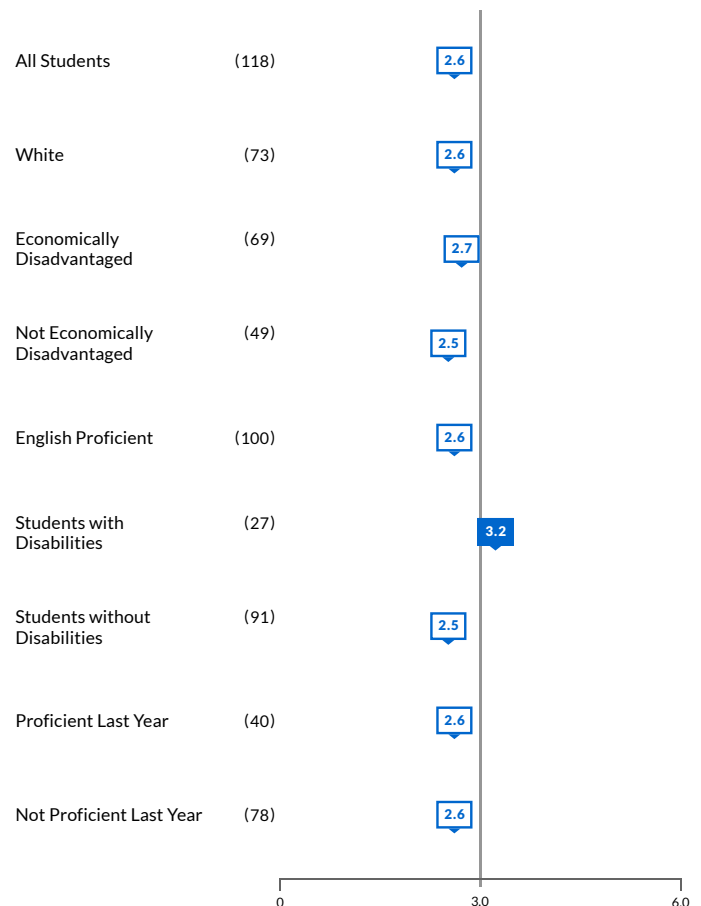 All Students (118) 2.6
White (73) 2.6
Economically (69) 2.7
Disadvantaged
Not Economically (49) 2.5
Disadvantaged
English Proficient (100) 2.6
Students with (27) 3.2
Disabilities
Students without (91) 2.5
Disabilities
Proficient Last Year (40) 2.6
Not Proficient Last Year (78) 2.6
0 3.0 6.0